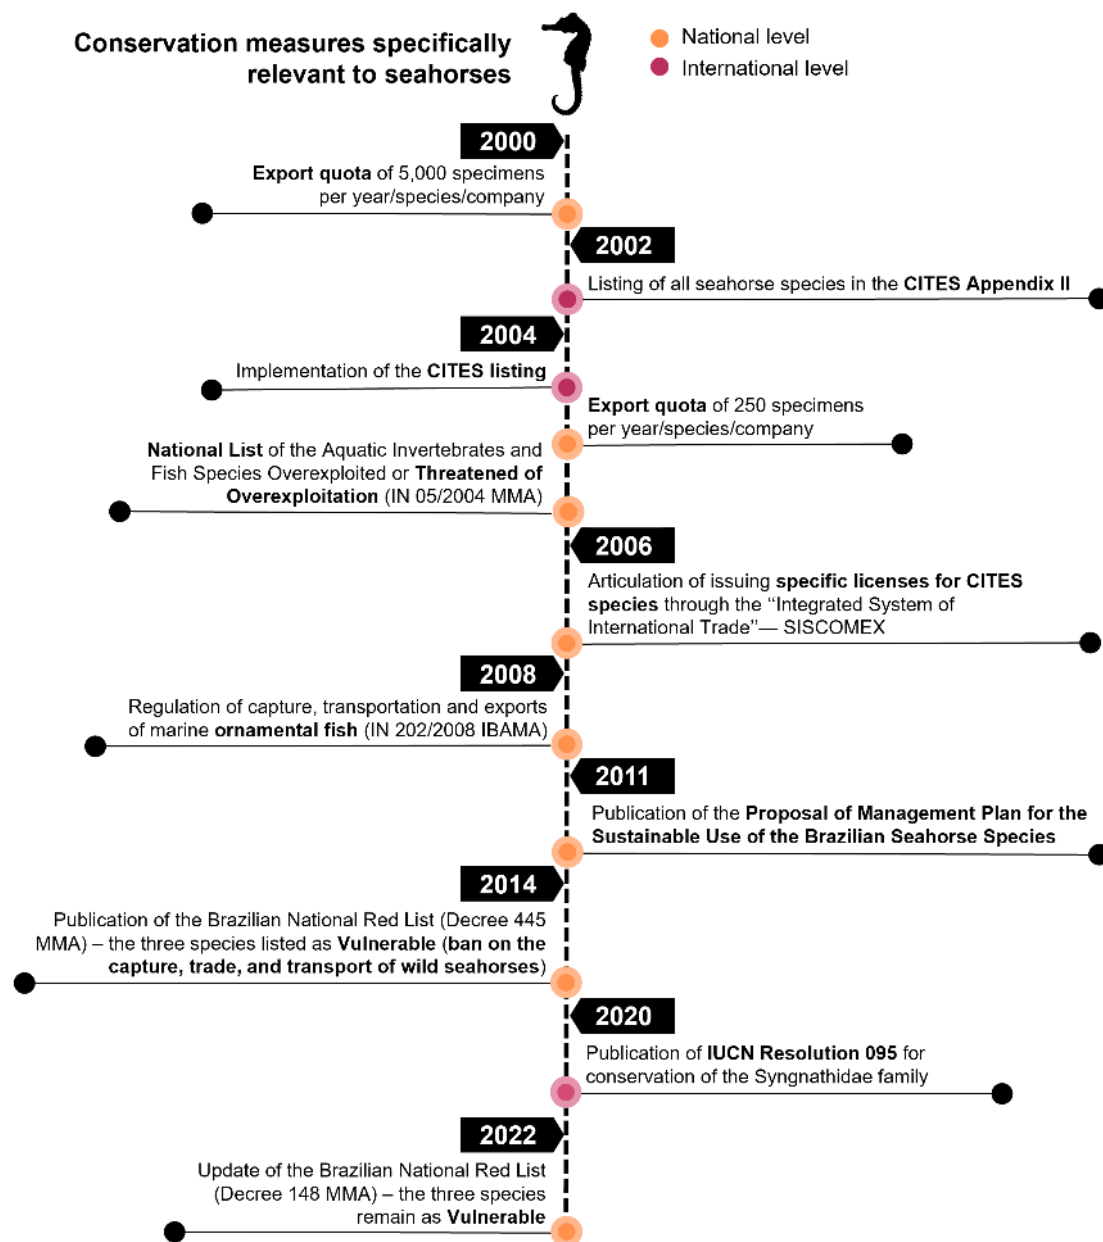 Conservation measures specifically
relevant to seahorses
National level
International level
2000
Export quota of 5,000 specimens
per year/species/company
2002
Listing of all seahorse species in the CITES Appendix II
2004
Implementation of the CITES listing
Export quota of 250 specimens
per year/species/company
National List of the Aquatic Invertebrates and
Fish Species Overexploited or Threatened of
Overexploitation (IN 05/2004 MMA)
2006
Articulation of issuing specific licenses for CITES
species through the “Integrated System of
International Trade”— SISCOMEX
2008
Regulation of capture, transportation and exports
of marine ornamental fish (IN 202/2008 IBAMA)
2011
Publication of the Proposal of Management Plan for the
Sustainable Use of the Brazilian Seahorse Species
2014
Publication of the Brazilian National Red List (Decree 445
MMA) – the three species listed as Vulnerable (ban on the
capture, trade, and transport of wild seahorses)
2020
Publication of IUCN Resolution 095 for
conservation of the Syngnathidae family
2022
Update of the Brazilian National Red List
(Decree 148 MMA) – the three species
remain as Vulnerable